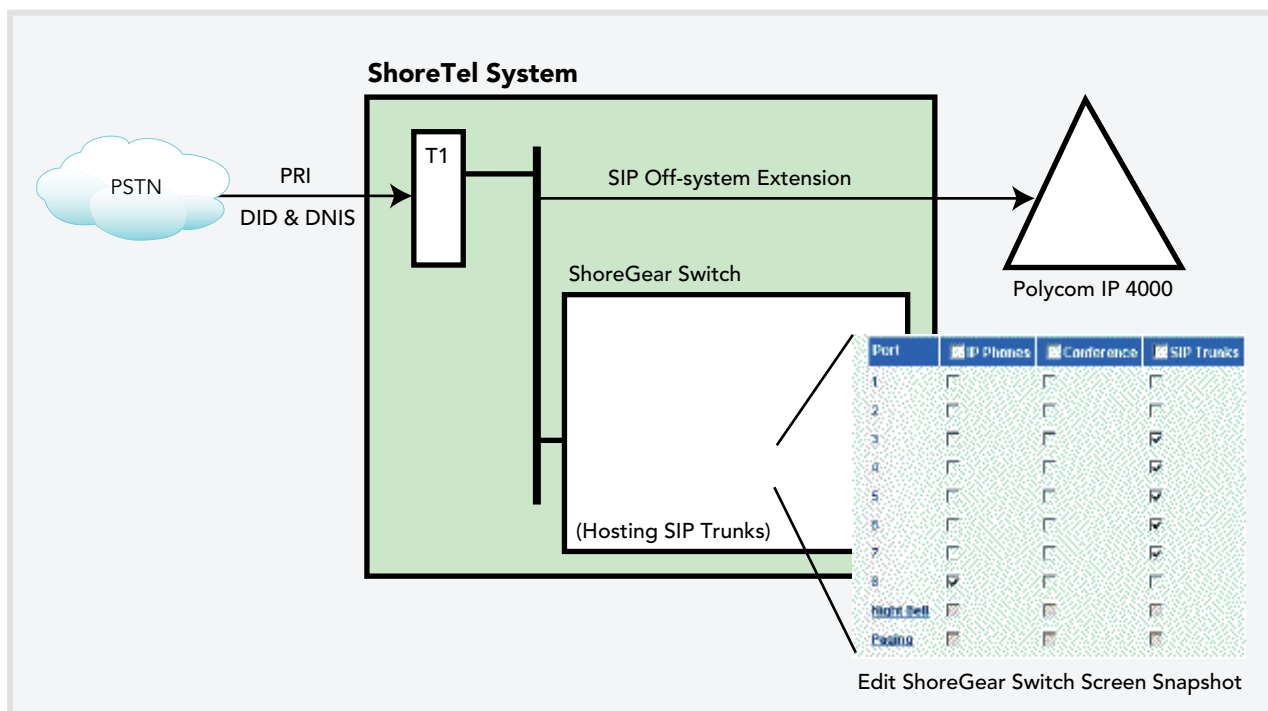 ShoreTel System
PSTN
PRI
DID & DNIS
T1
SIP Off-system Extension
Polycom IP 4000
ShoreGear Switch
(Hosting SIP Trunks)
Port IP Phones Conference SIP Trunks
1
2
3
4
5
6
7
8
Night Bell
Paging
Edit ShoreGear Switch Screen Snapshot